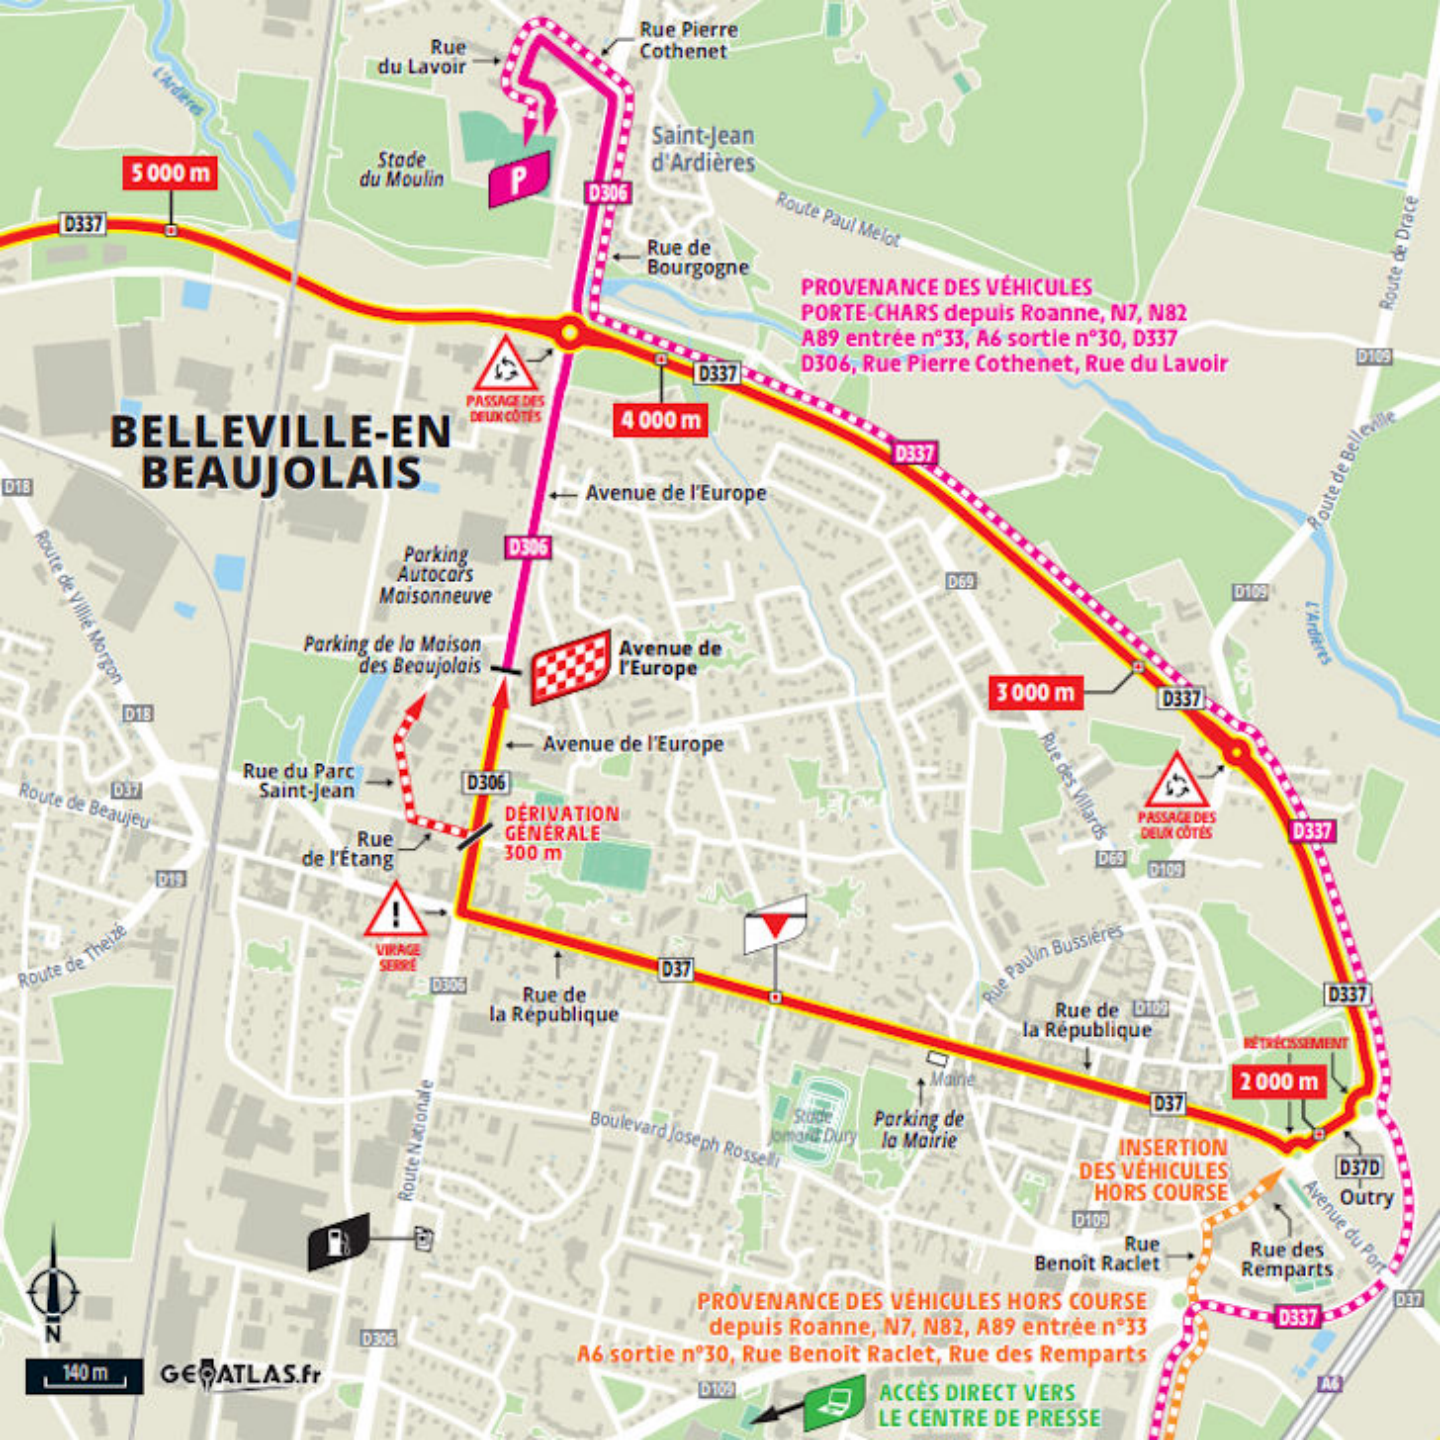 Rue
du Lavoir
Rue Pierre
Cothenet
L'Ardières
Saint-Jean
d'Ardières
Stade
du Moulin
5 000 m
P
D306
D337
Route Paul Melot
Route de Drace
Rue de
Bourgogne
PROVENANCE DES VÉHICULES
PORTE-CHARS depuis Roanne, N7, N82
A89 entrée n°33, A6 sortie n°30, D337
D306, Rue Pierre Cothenet, Rue du Lavoir
D109
PASSAGE DES
DEUX CÔTÉS
D337
4 000 m
BELLEVILLE-EN
BEAUJOLAIS
D337
Route de Belleville
D18
Avenue de l'Europe
D306
Parking
Autocars
Maisonneuve
Route de Villié Morgon
D69
D109
L'Ardières
Parking de la Maison
des Beaujolais
Avenue de
l'Europe
3 000 m
D337
D18
Avenue de l'Europe
Rue des Villards
Rue du Parc
Saint-Jean
D306
D37
Route de Beaujeu
DÉRIVATION
GÉNÉRALE
300 m
PASSAGE DES
DEUX CÔTÉS
D337
Rue
de l'Étang
D69
D109
D19
!
VIRAGE
SERRÉ
Route de Theizé
Rue Paulin Bussières
D37
D306
Rue de
la République
D337
Rue de
la République
D109
RÉTRÉCISSEMENT
2 000 m
Mairie
D37
Parking de
la Mairie
Stade
Jomard Dury
Boulevard Joseph Rosselli
Route Nationale
INSERTION
DES VÉHICULES
HORS COURSE
D37D
Outry
Avenue du Port
D109
Rue
Benoît Raclet
Rue des
Remparts
PROVENANCE DES VÉHICULES HORS COURSE
depuis Roanne, N7, N82, A89 entrée n°33
A6 sortie n°30, Rue Benoît Raclet, Rue des Remparts
D337
D37
N
D306
140 m
GEOATLAS.fr
D109
A6
ACCÈS DIRECT VERS
LE CENTRE DE PRESSE